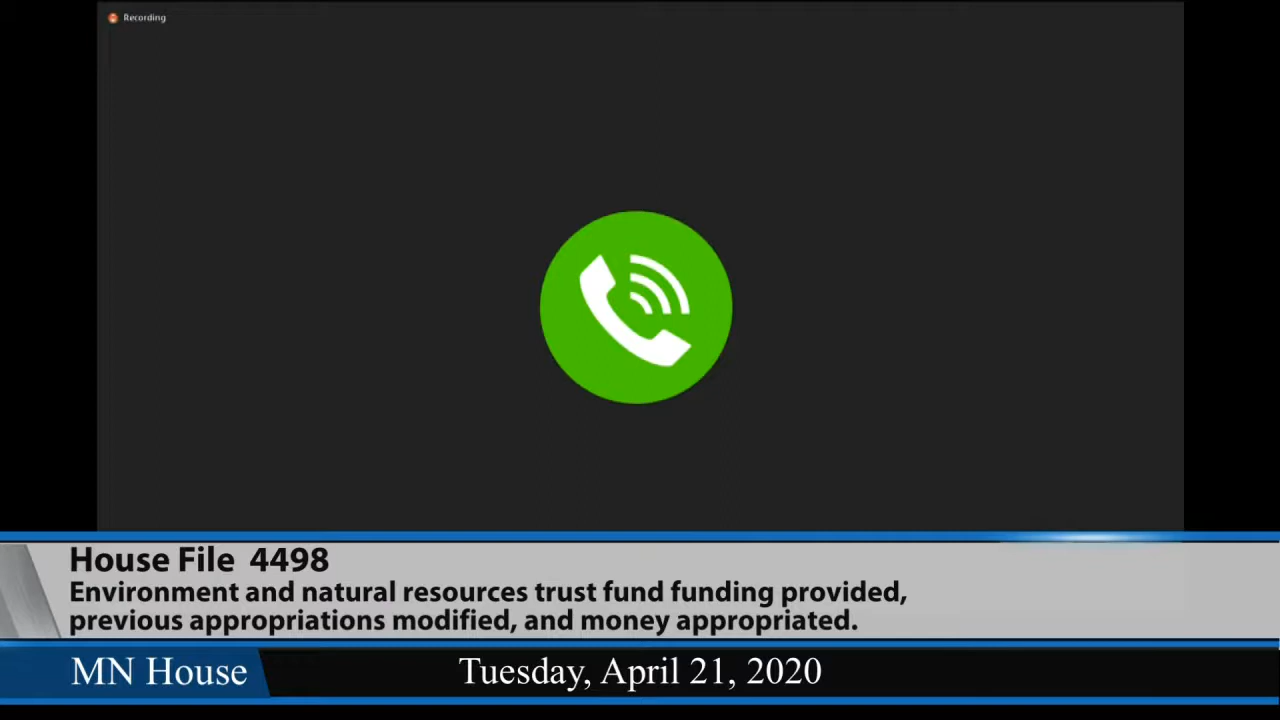 Recording
House File 4498
Environment and natural resources trust fund funding provided,
previous appropriations modified, and money appropriated.
MN House
Tuesday, April 21, 2020